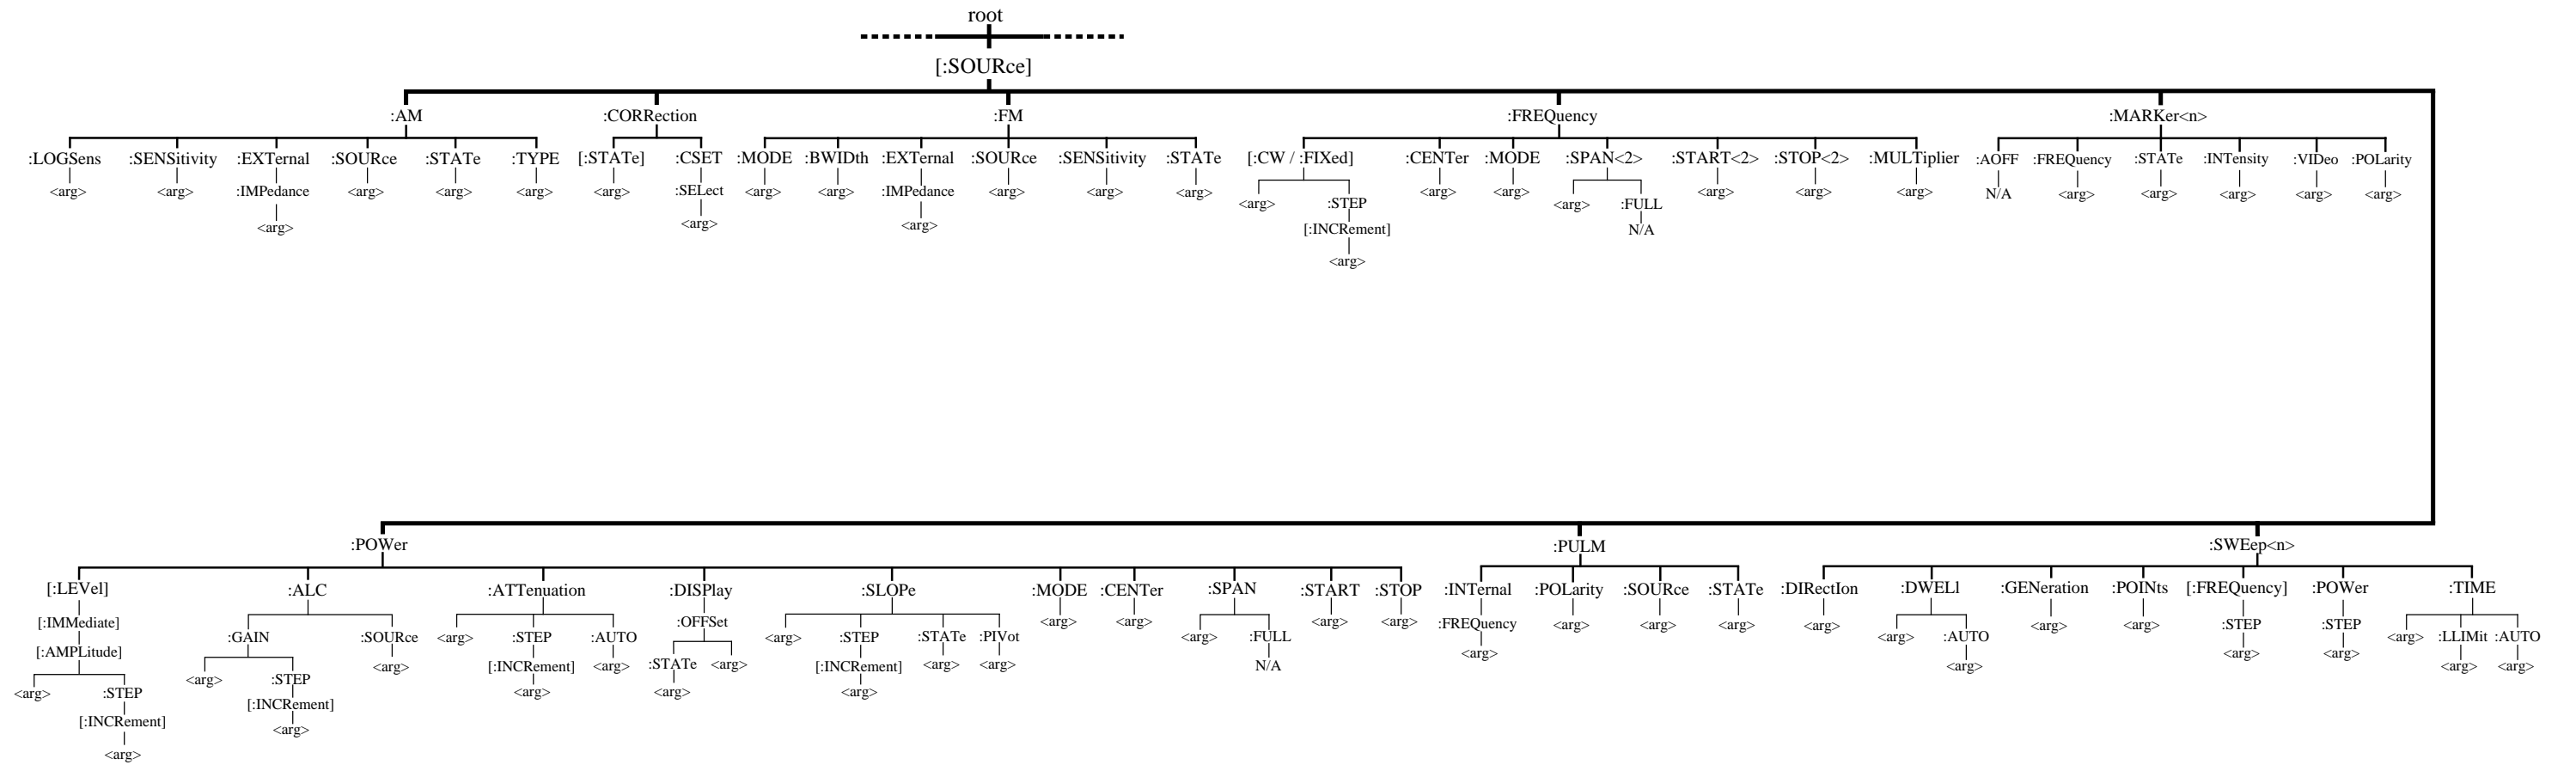 root
[:SOURce]
:AM :CORRection :FM :FREQuency :MARKer<n>
:LOGSens :SENSitivity :EXTernal :SOURce :STATe :TYPE [:STATe] :CSET :MODE :BWIDth :EXTernal :SOURce :SENSitivity :STATe [:CW / :FIXed] :CENTer :MODE :SPAN<2> :START<2> :STOP<2> :MULTiplier :AOFF :FREQuency :STATe :INTensity :VIDeo :POLarity
<arg> <arg> :IMPedance <arg> <arg> <arg> <arg> :SELect <arg> <arg> :IMPedance <arg> <arg> <arg> <arg> <arg> <arg> <arg> <arg> N/A <arg> <arg> <arg> <arg> <arg>
<arg> :STEP <arg> :FULL
<arg> <arg> <arg> [:INCRement] N/A
<arg>
:POWer :PULM :SWEep<n>
[:LEVel] :ALC :ATTenuation :DISPlay :SLOPe :MODE :CENTer :SPAN :START :STOP :INTernal :POLarity :SOURce :STATe :DIRectIon :DWELl :GENeration :POINts [:FREQuency] :POWer :TIME
[:IMMediate] :OFFSet <arg> <arg> <arg> <arg> :FREQuency <arg> <arg> <arg> <arg> <arg> <arg> :STEP :STEP
:GAIN :SOURce <arg> :STEP :AUTO <arg> :STEP :STATe :PIVot <arg> :FULL <arg> :AUTO <arg> :LLIMit :AUTO
[:AMPLitude] <arg> <arg>
<arg> [:INCRement] <arg> :STATe <arg> [:INCRement] <arg> <arg> N/A <arg> <arg> <arg> <arg>
<arg> :STEP <arg> :STEP <arg> <arg> <arg>
[:INCRement] [:INCRement]
<arg>
<arg>